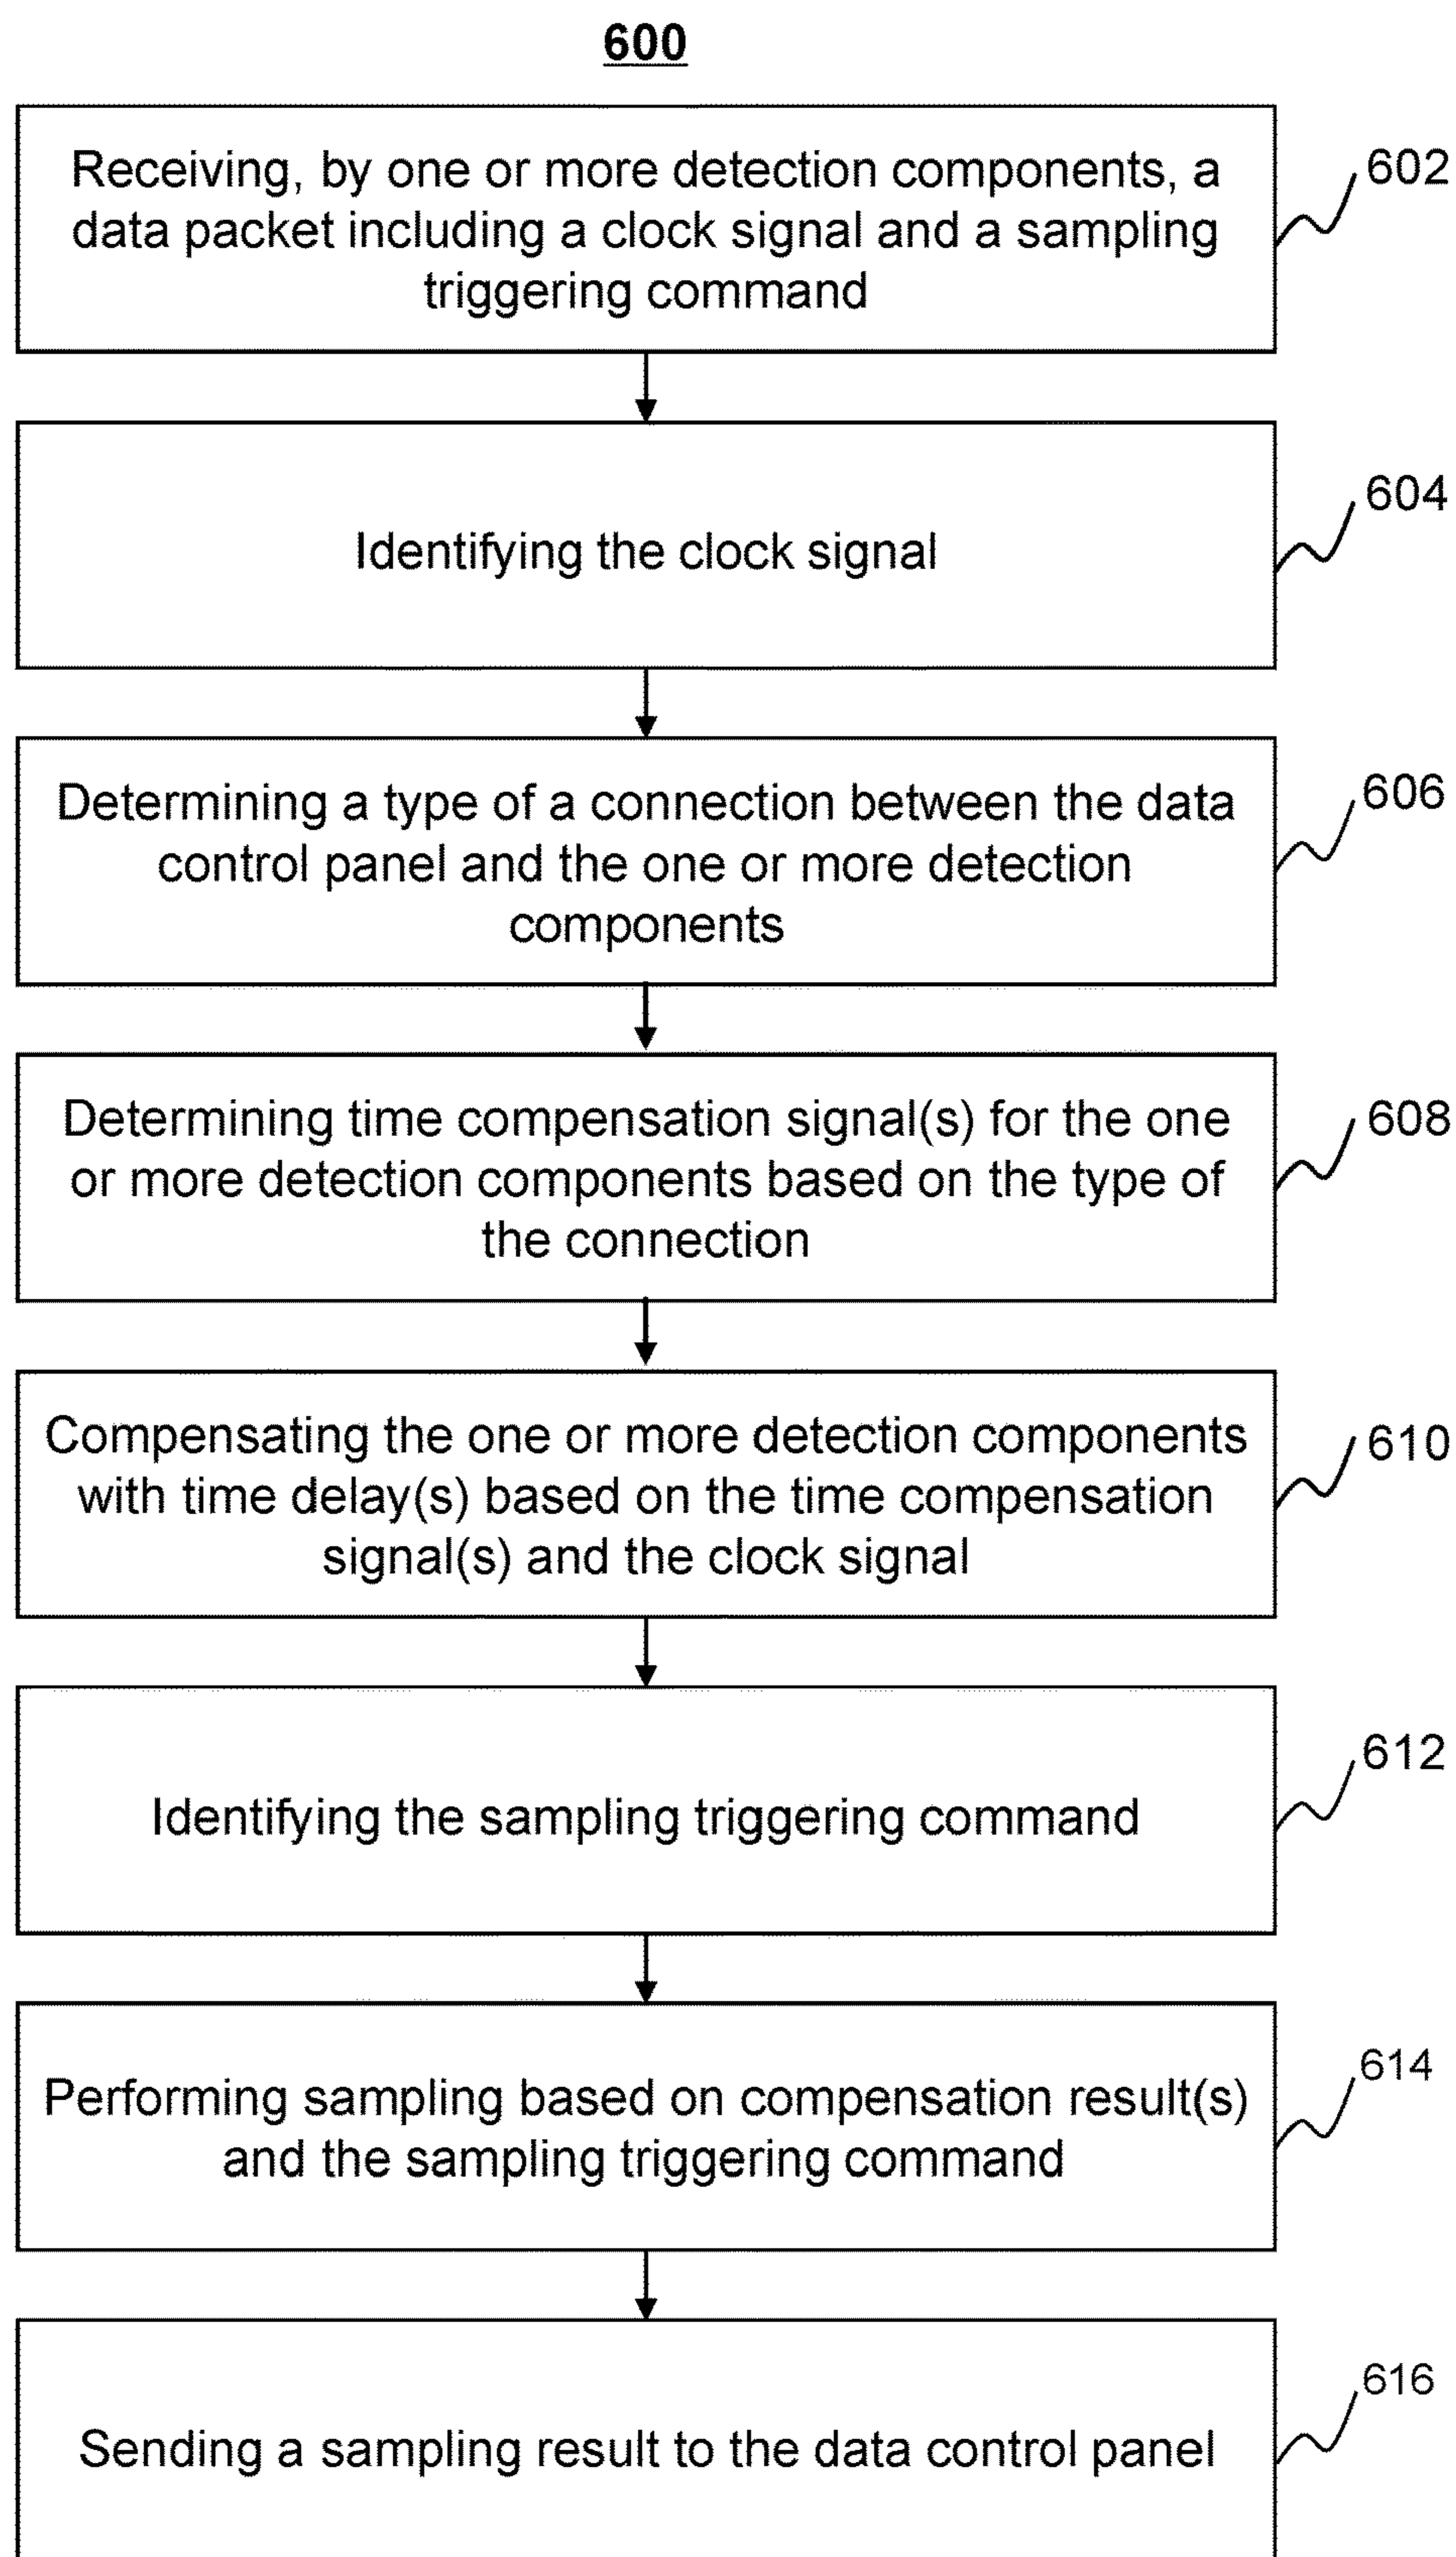 600
Receiving, by one or more detection components, a
data packet including a clock signal and a sampling
triggering command
602
Identifying the clock signal
604
Determining a type of a connection between the data
control panel and the one or more detection
components
606
Determining time compensation signal(s) for the one
or more detection components based on the type of
the connection
608
Compensating the one or more detection components
with time delay(s) based on the time compensation
signal(s) and the clock signal
610
Identifying the sampling triggering command
612
Performing sampling based on compensation result(s)
and the sampling triggering command
614
Sending a sampling result to the data control panel
616